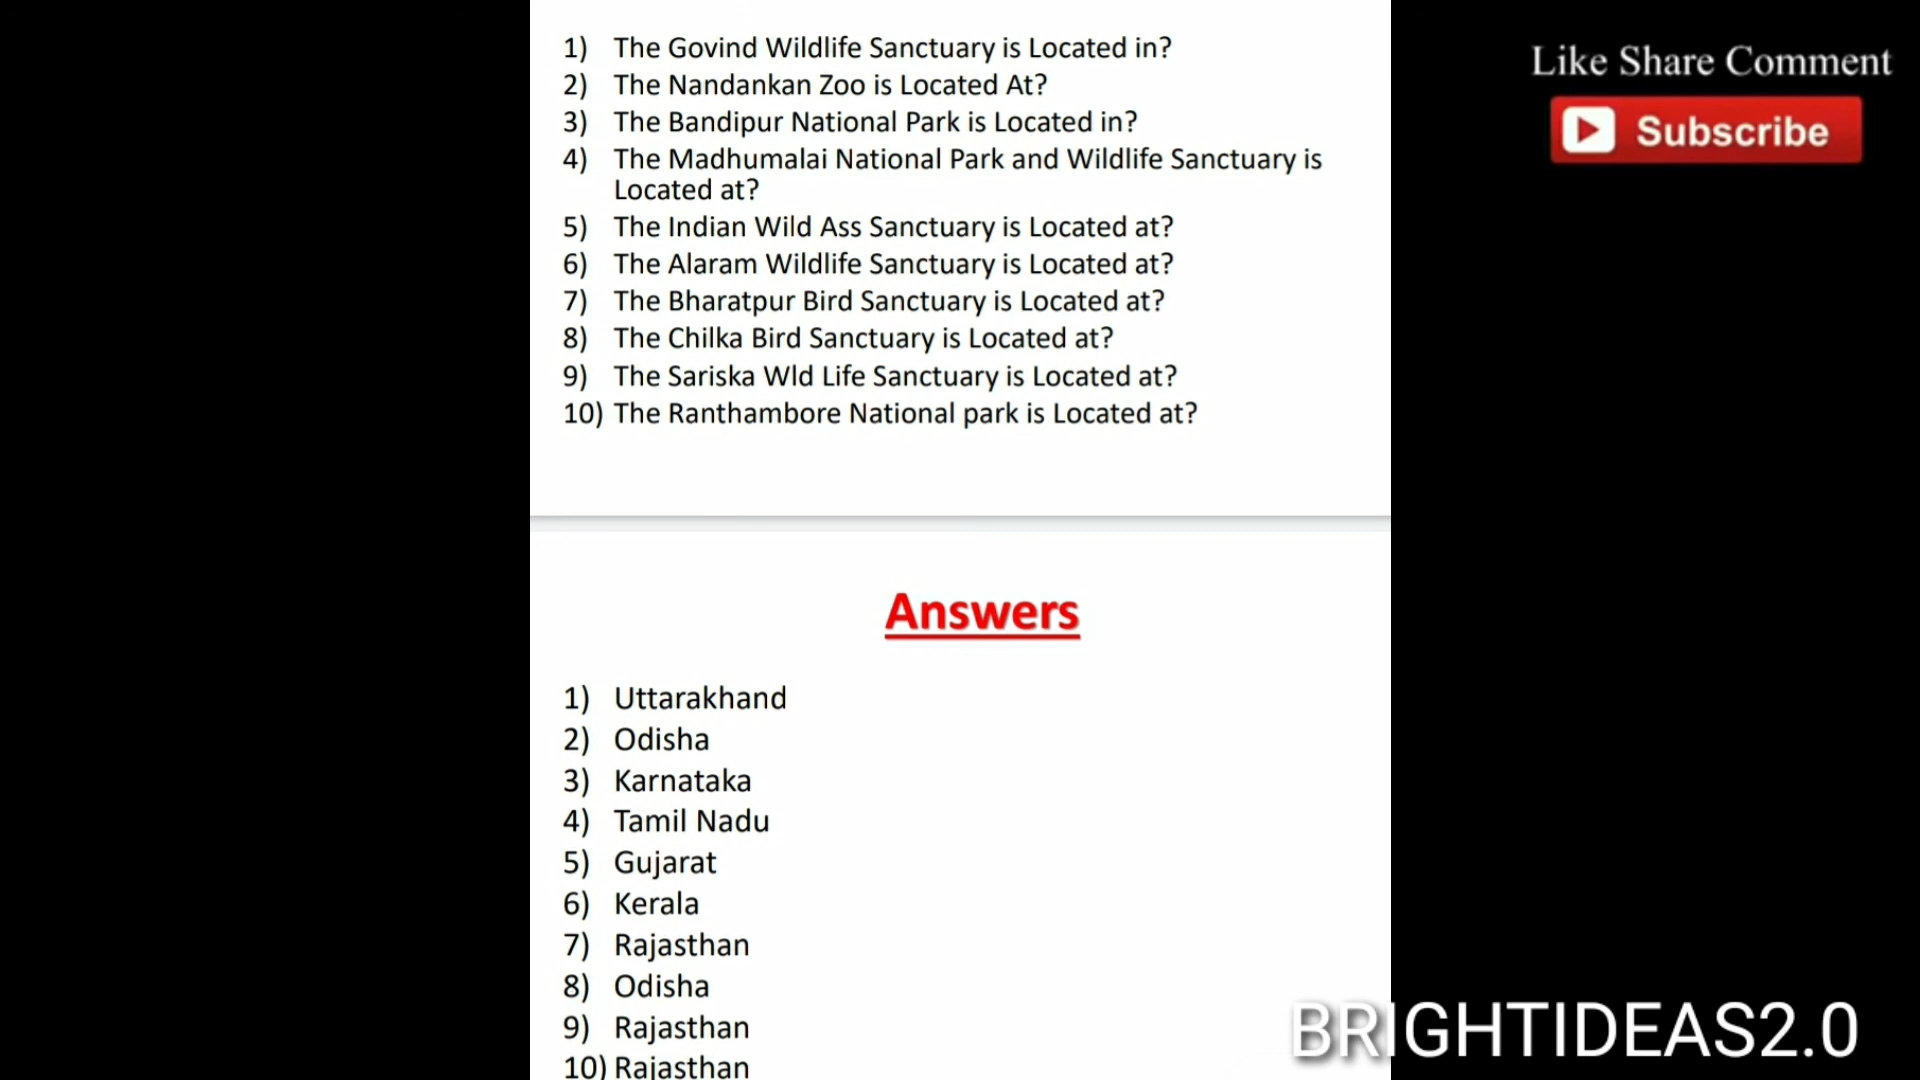 1) The Govind Wildlife Sanctuary is Located in?
2) The Nandankan Zoo is Located At?
3) The Bandipur National Park is Located in?
4) The Madhumalai National Park and Wildlife Sanctuary is
Located at?
5) The Indian Wild Ass Sanctuary is Located at?
6) The Alaram Wildlife Sanctuary is Located at?
7) The Bharatpur Bird Sanctuary is Located at?
8) The Chilka Bird Sanctuary is Located at?
9) The Sariska Wld Life Sanctuary is Located at?
10) The Ranthambore National park is Located at?
Like Share Comment
Subscribe
Answers
1) Uttarakhand
2) Odisha
3) Karnataka
4) Tamil Nadu
5) Gujarat
6) Kerala
7) Rajasthan
8) Odisha
9) Rajasthan
10) Rajasthan
BRIGHTIDEAS2.0